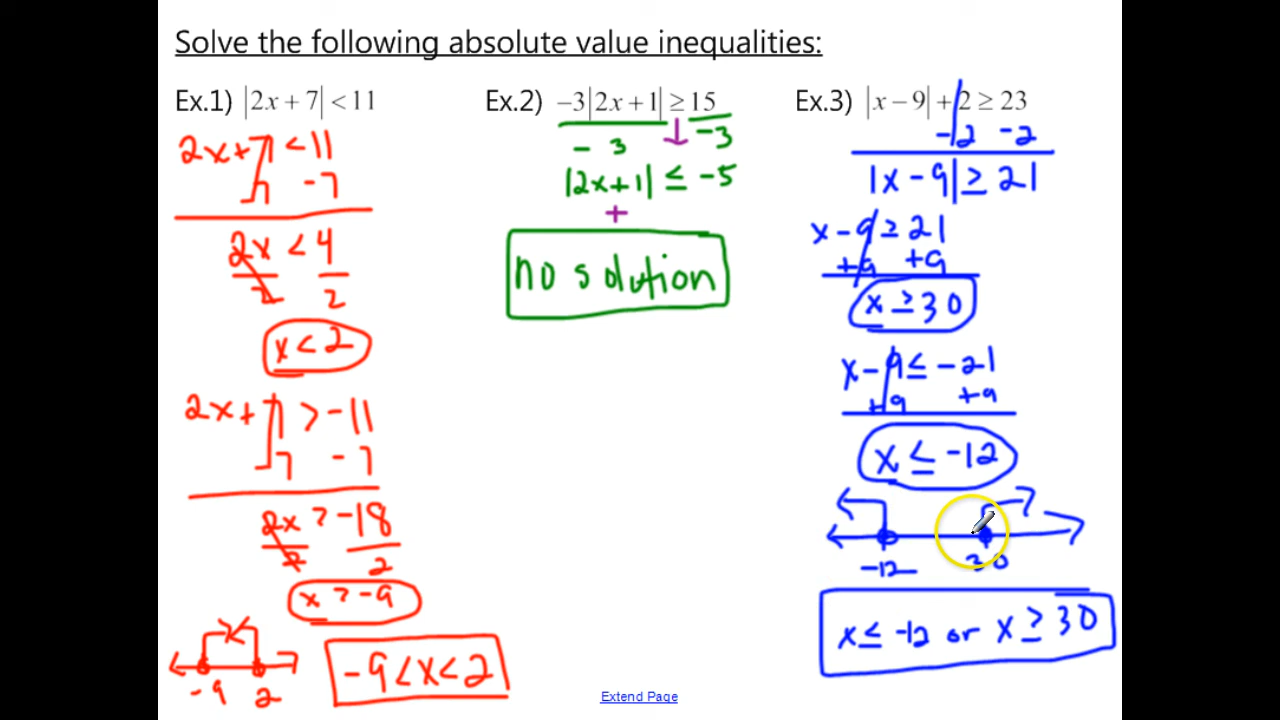 Solve the following absolute value inequalities:
Ex.1) |2x + 7| < 11
2x+7 < 11
-7 -7
2x < 4
2 2
x < 2
2x+7 > -11
-7 -7
2x > -18
2 2
x > -9
-9 2
-9 < x < 2
Ex.2) -3|2x + 1| ≥ 15
-3 -3
|2x+1| ≤ -5
+
no solution
Ex.3) |x - 9| + 2 ≥ 23
-2 -2
|x - 9| ≥ 21
x - 9 ≥ 21
+9 +9
x ≥ 30
x - 9 ≤ -21
+9 +9
x ≤ -12
-12 30
x ≤ -12 or x ≥ 30
Extend Page